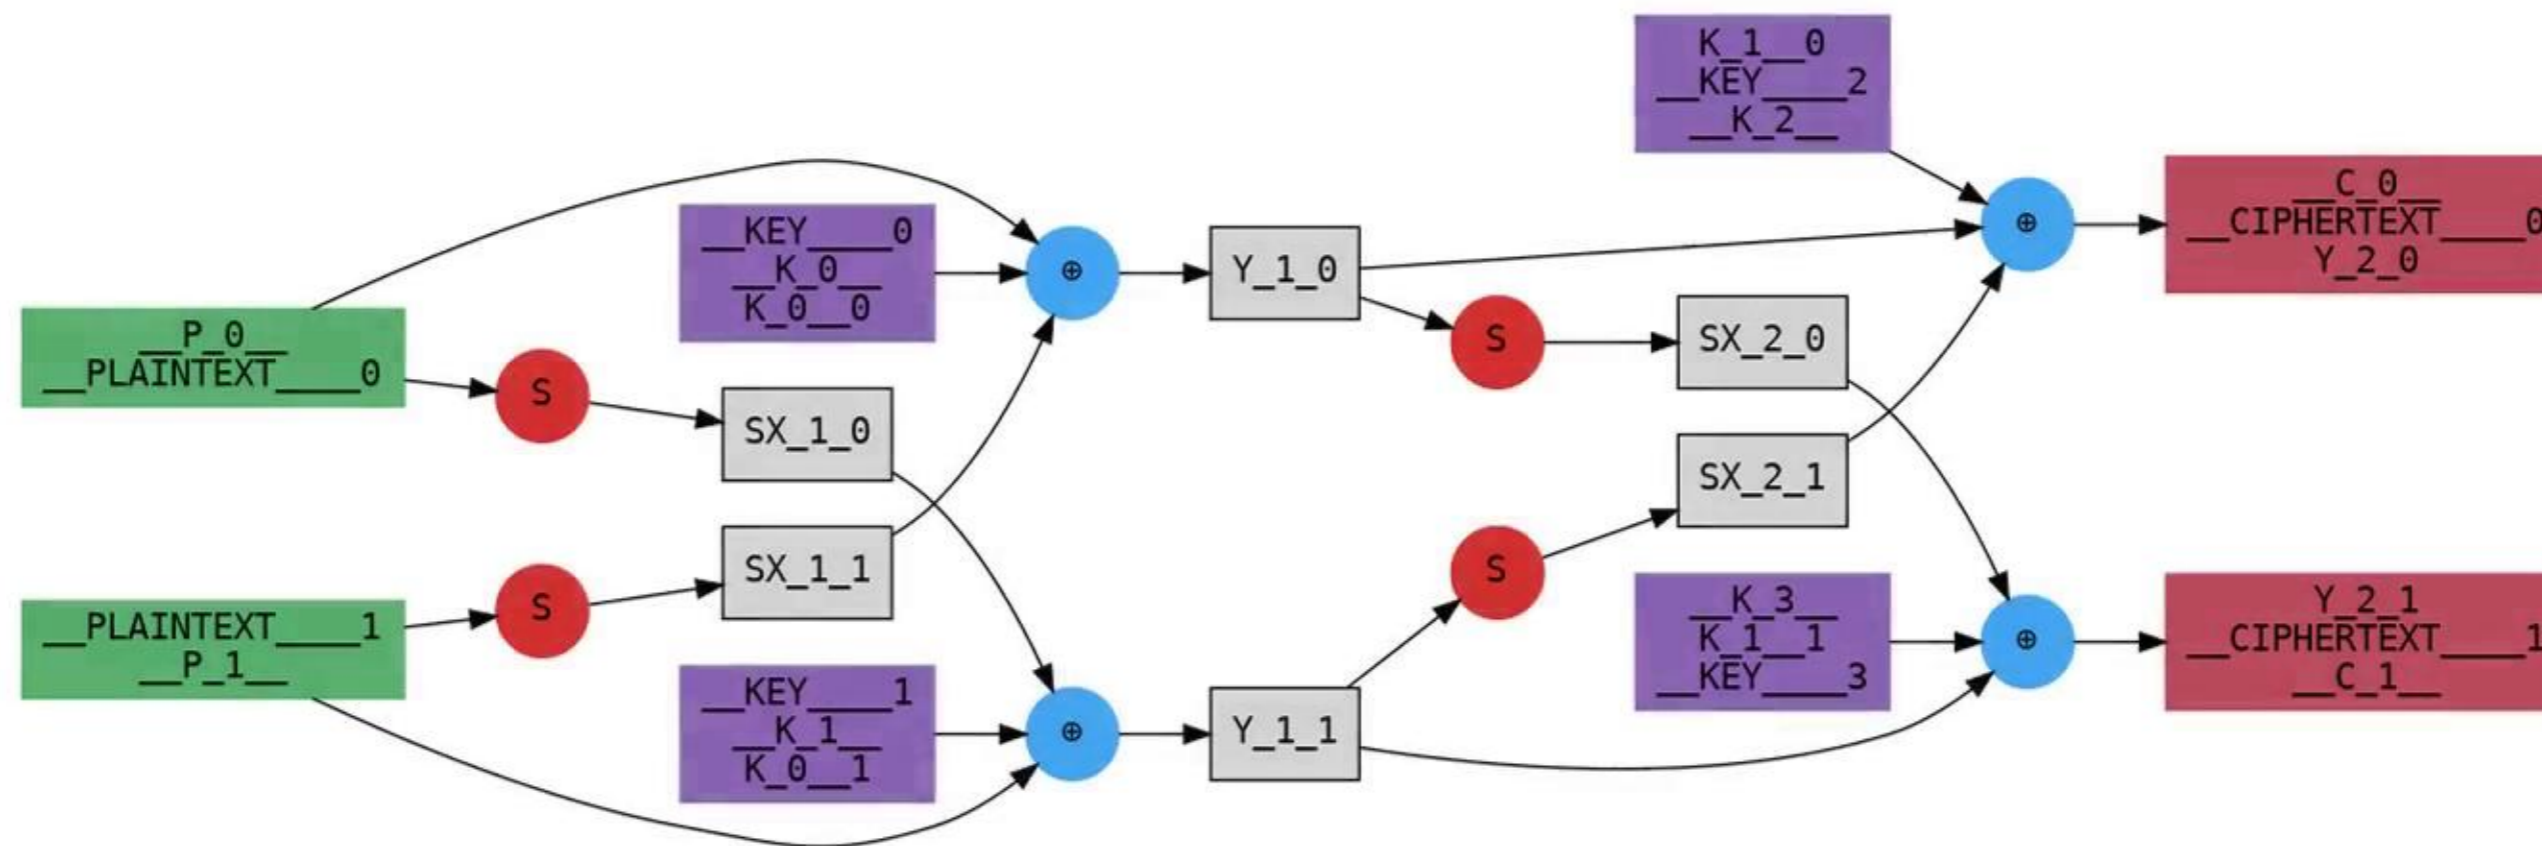 K_1__0
__KEY____2
__K_2__
__C_0__
__CIPHERTEXT____0
Y_2_0
⊕
__KEY____0
__K_0__
K_0__0
⊕
Y_1_0
__P_0__
__PLAINTEXT____0
S
SX_1_0
S
SX_2_0
SX_2_1
__PLAINTEXT____1
__P_1__
S
SX_1_1
S
__K_3__
K_1__1
__KEY____3
⊕
Y_2_1
__CIPHERTEXT____1
__C_1__
__KEY____1
__K_1__
K_0__1
⊕
Y_1_1